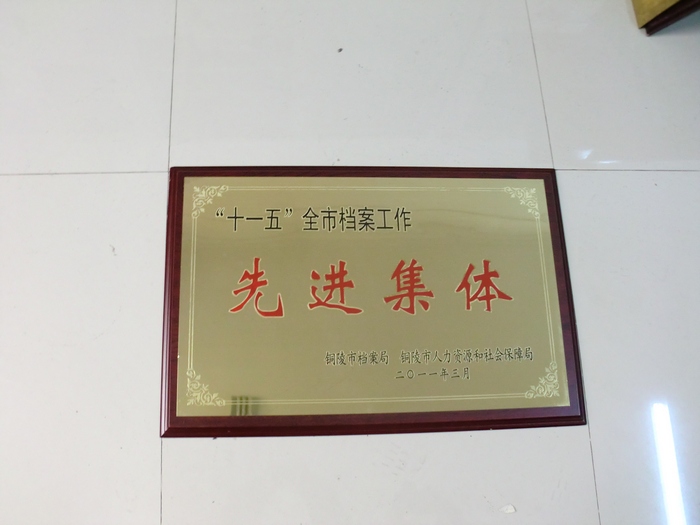 “十一五”全市档案工作
先进集体
铜陵市档案局 铜陵市人力资源和社会保障局
二〇一一年三月